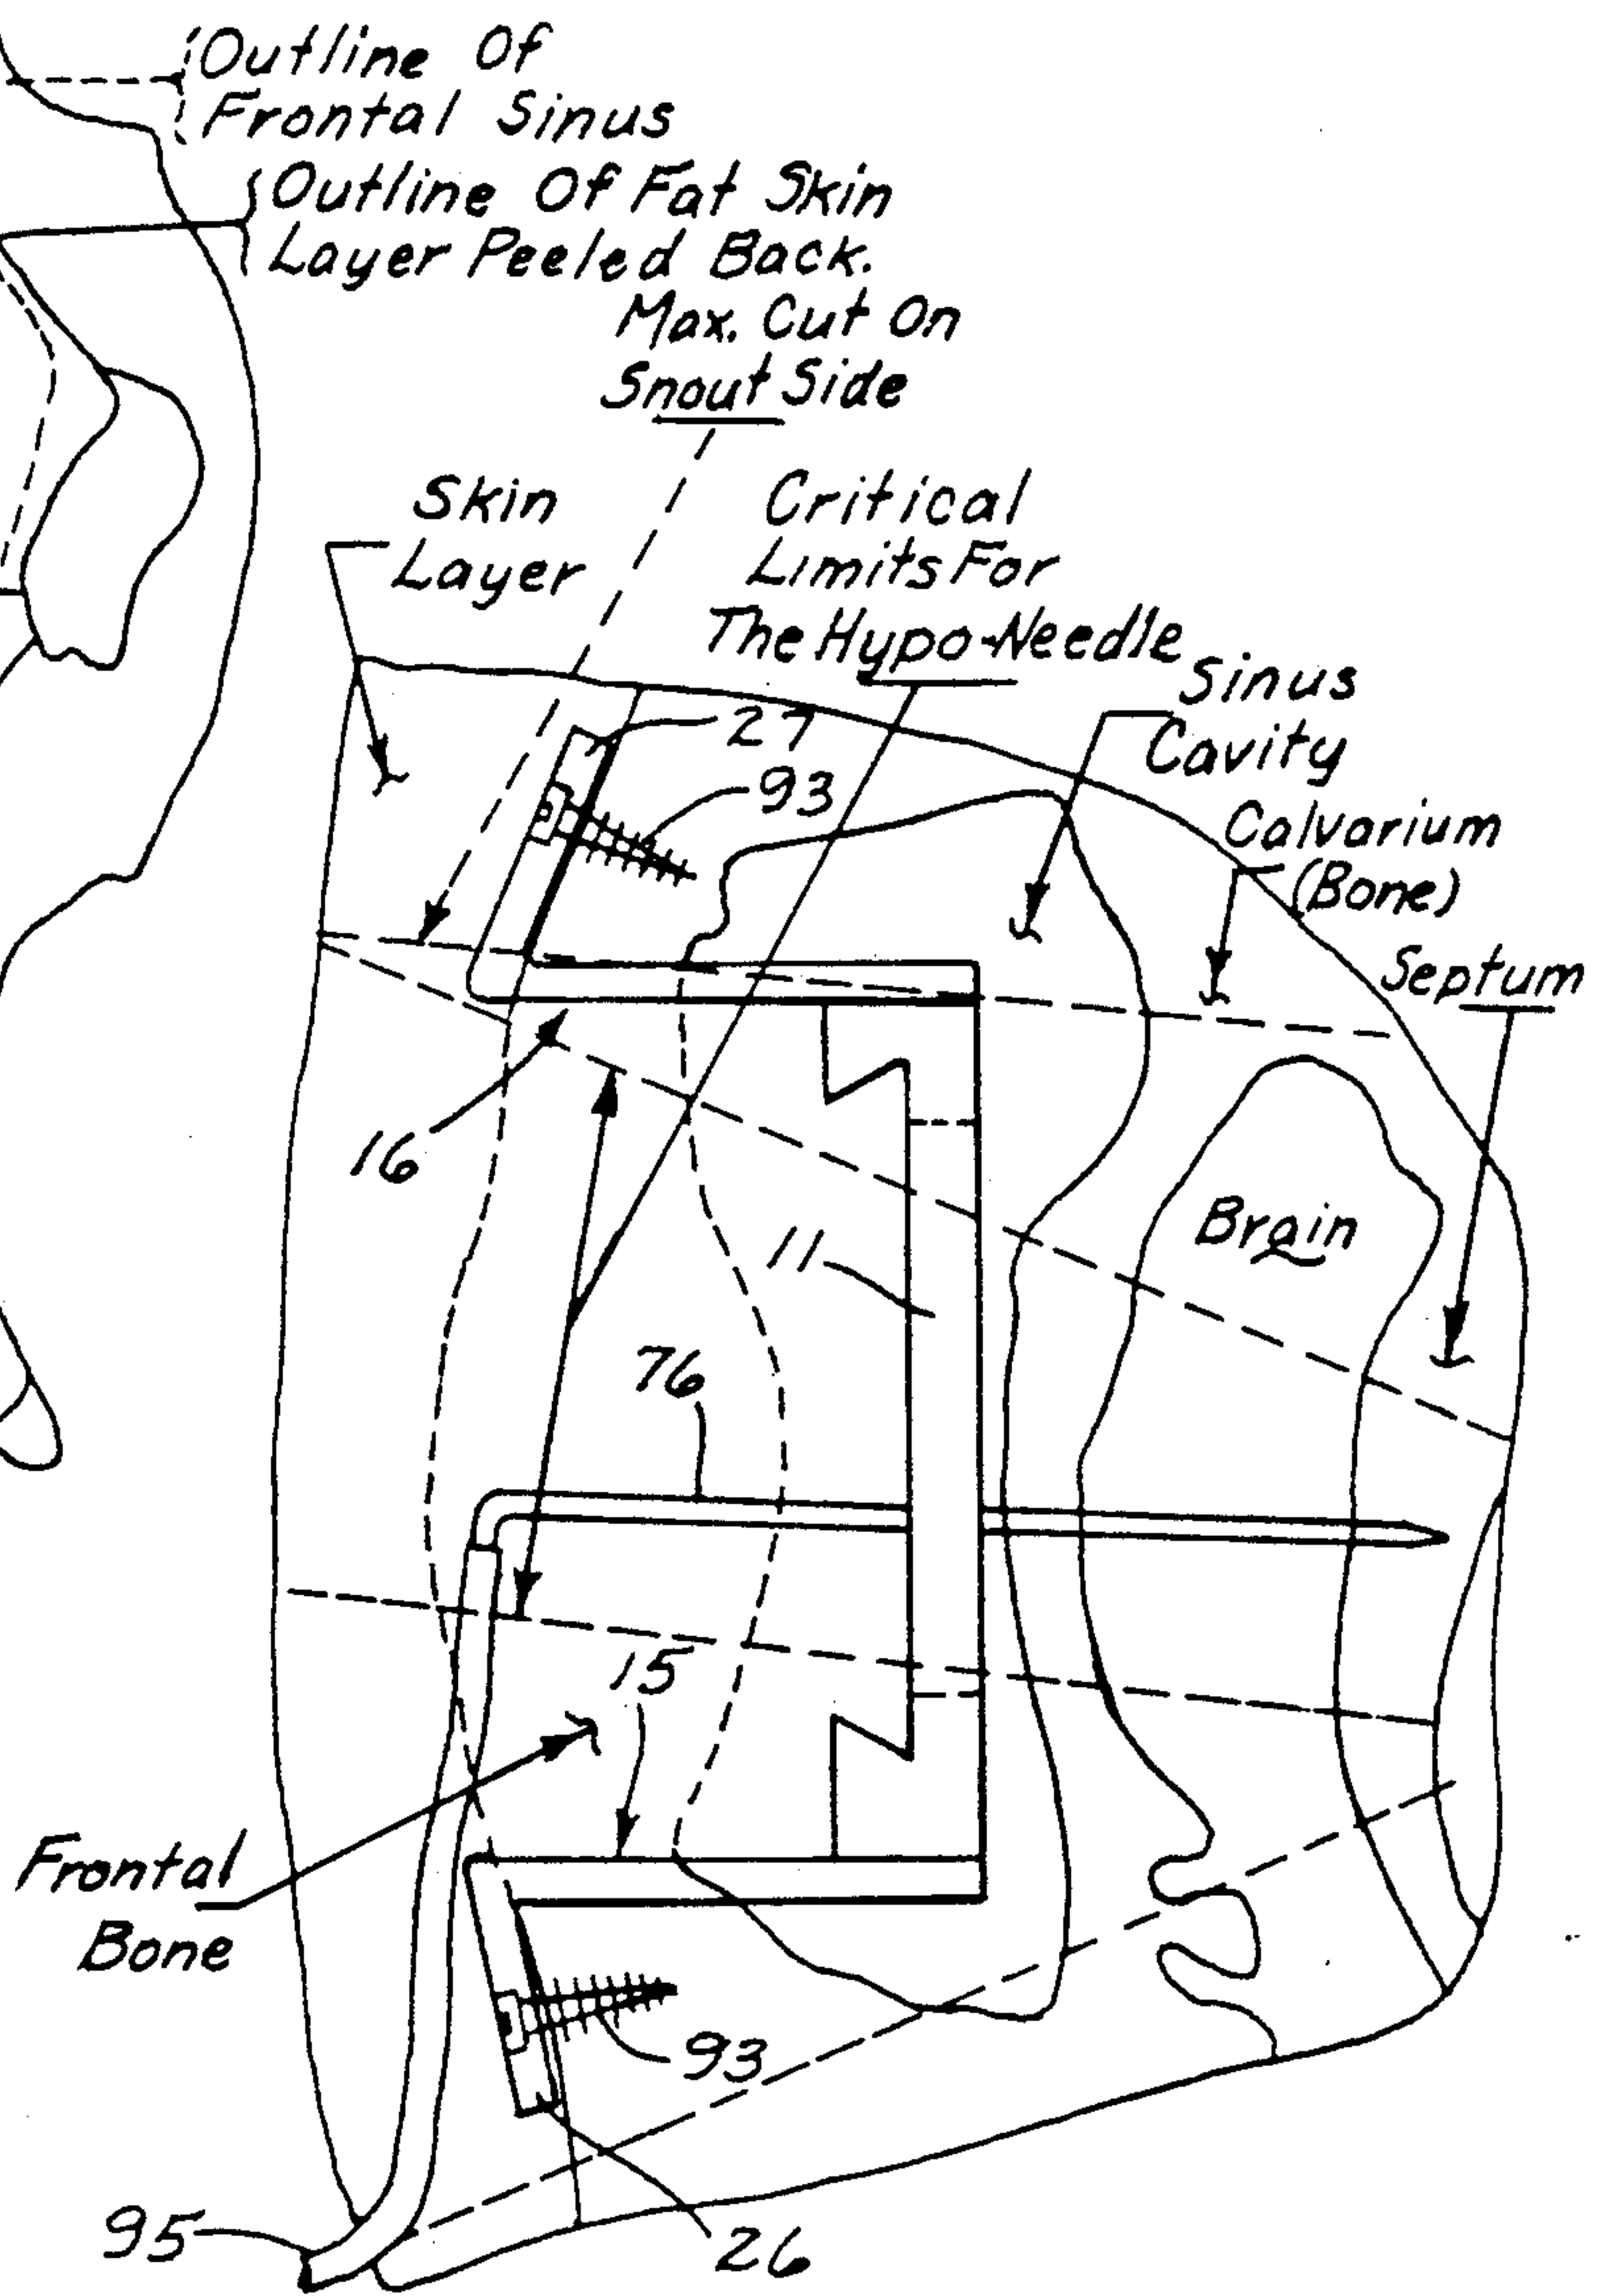 Outline Of
Frontal Sinus
Outline Of Fat Skin
Layer Peeled Back.
Max. Cut On
Snout Side
Skin
Layer
Critical
Limits For
The Hypo-Needle
Sinus
Cavity
27
93
Calvarium
(Bone)
Septum
16
Brain
11
76
15
Frontal
Bone
93
95
26